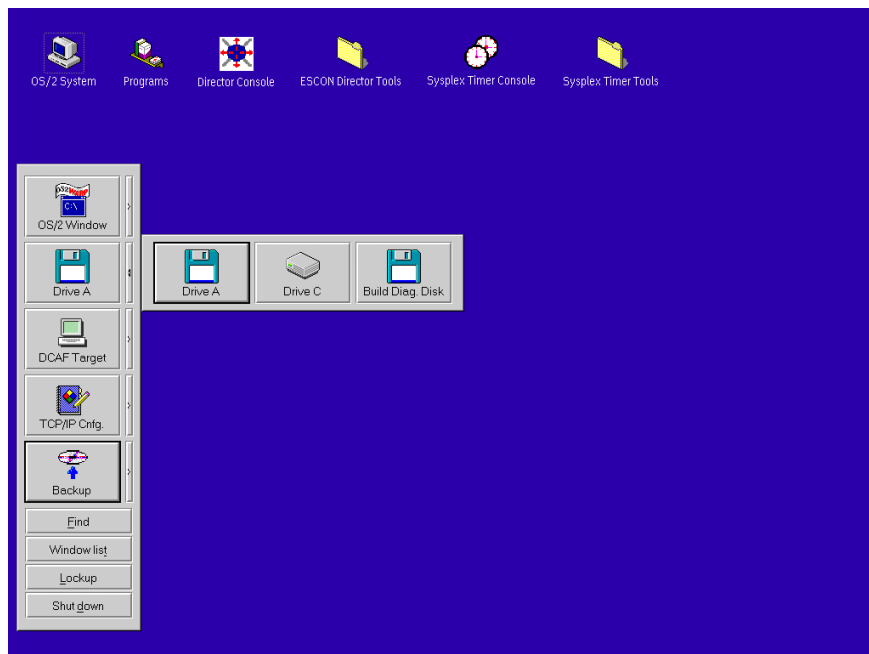 OS/2 System
Programs
Director Console
ESCON Director Tools
Sysplex Timer Console
Sysplex Timer Tools
C:\
OS/2 Window
Drive A
Drive A
Drive C
Build Diag. Disk
DCAF Target
TCP/IP Cnfg.
Backup
Find
Window list
Lockup
Shut down